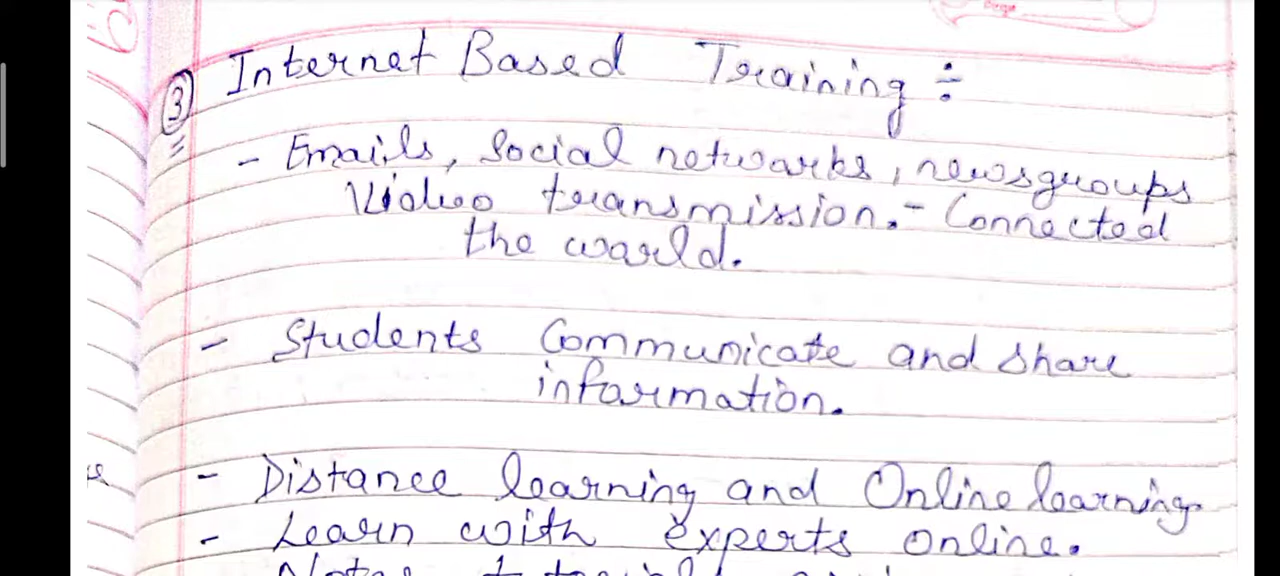 ③ Internet Based Training ÷
- Emails, Social networks, newsgroups
Video transmission. - Connected
the world.
- Students Communicate and share
information.
- Distance learning and Online learning.
- Learn with experts online.